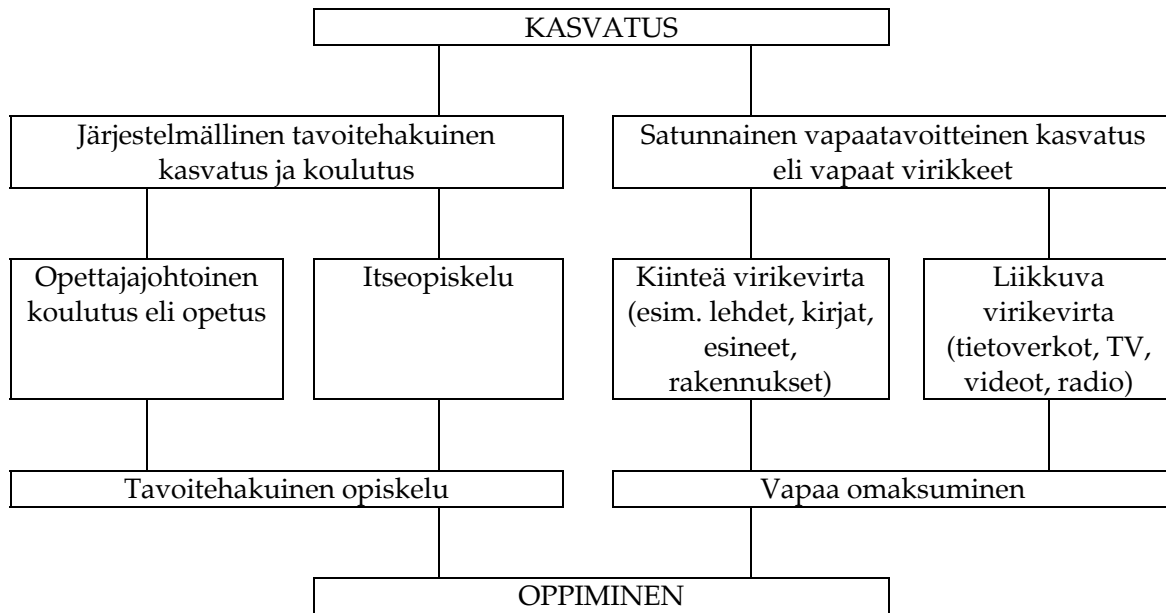 KASVATUS
Järjestelmällinen tavoitehakuinen
kasvatus ja koulutus
Satunnainen vapaatavoitteinen kasvatus
eli vapaat virikkeet
Opettajajohtoinen
koulutus eli opetus
Itseopiskelu
Kiinteä virikevirta
(esim. lehdet, kirjat,
esineet,
rakennukset)
Liikkuva
virikevirta
(tietoverkot, TV,
videot, radio)
Tavoitehakuinen opiskelu
Vapaa omaksuminen
OPPIMINEN